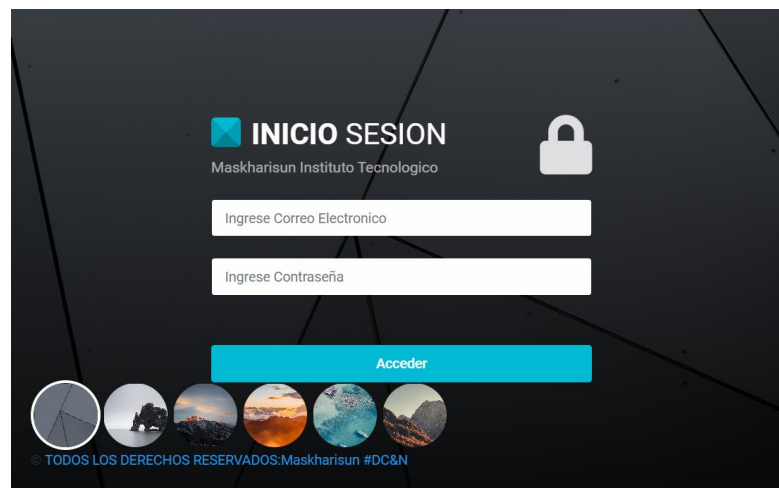 INICIO SESION
Maskharisun Instituto Tecnologico
Ingrese Correo Electronico
Ingrese Contraseña
Acceder
© TODOS LOS DERECHOS RESERVADOS:Maskharisun #DC&N